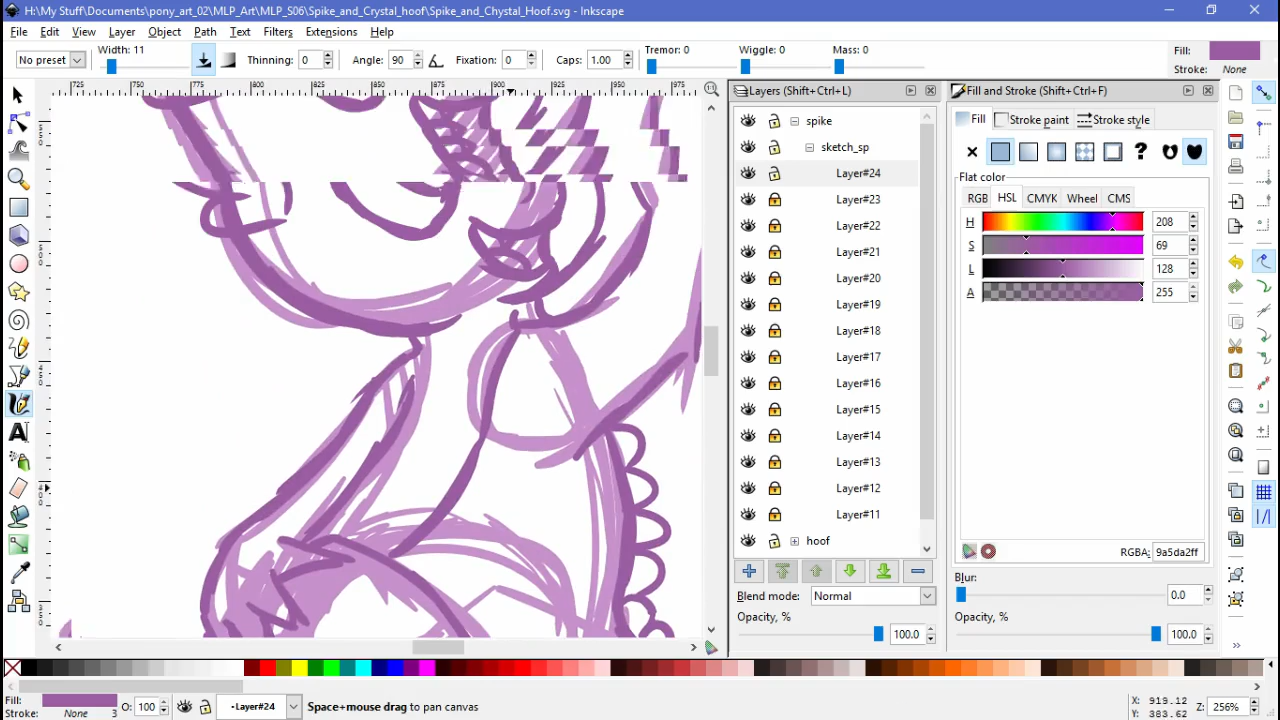 H:\My Stuff\Documents\pony_art_02\MLP_Art\MLP_S06\Spike_and_Crystal_hoof\Spike_and_Chystal_Hoof.svg - Inkscape
File Edit View Layer Object Path Text Filters Extensions Help
No preset Width: 11 Thinning: 0 Angle: 90 Fixation: 0 Caps: 1.00 Tremor: 0 Wiggle: 0 Mass: 0 Fill: Stroke: None
725 750 775 800 825 850 875 900 925 950 975
Layers (Shift+Ctrl+L)
spike
sketch_sp
Layer#24
Layer#23
Layer#22
Layer#21
Layer#20
Layer#19
Layer#18
Layer#17
Layer#16
Layer#15
Layer#14
Layer#13
Layer#12
Layer#11
hoof
Blend mode: Normal
Opacity, % 100.0
Fill and Stroke (Shift+Ctrl+F)
Fill Stroke paint Stroke style
Flat color
RGB HSL CMYK Wheel CMS
H 208
S 69
L 128
A 255
RGBA: 9a5da2ff
Blur: 0.0
Opacity, % 100.0
Fill: Stroke: None 3 O: 100 •Layer#24 Space+mouse drag to pan canvas X: 919.12 Y: 383.62 Z: 256%